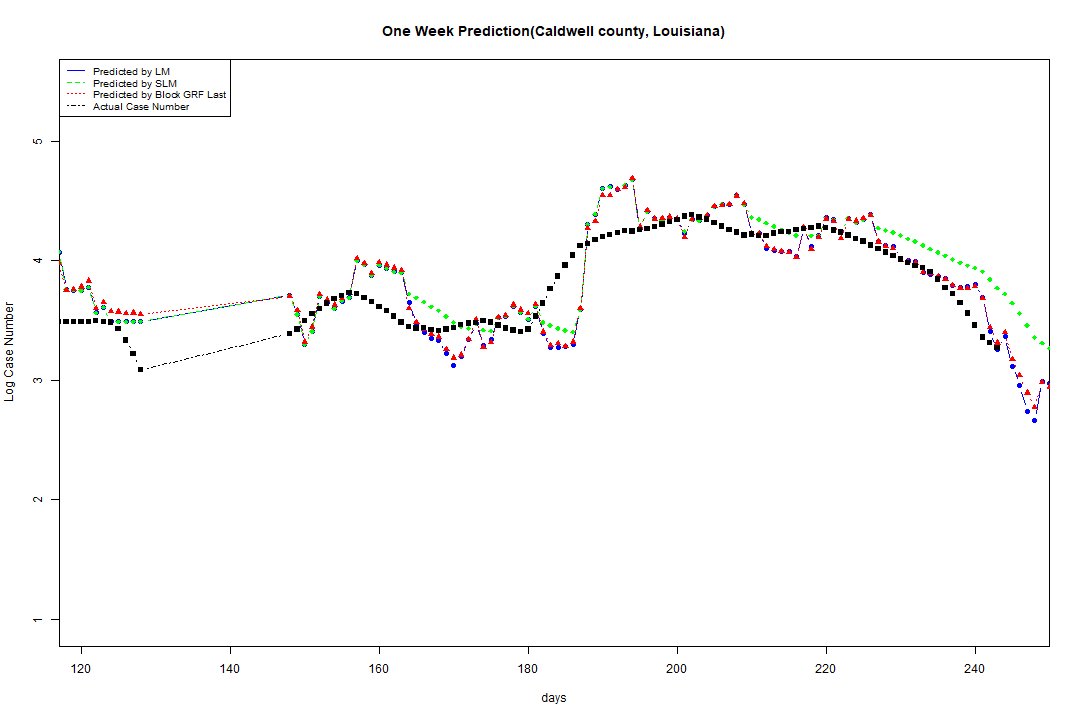 One Week Prediction(Caldwell county, Louisiana)
Predicted by LM
Predicted by SLM
Predicted by Block GRF Last
Actual Case Number
5
4
3
2
1
Log Case Number
120 140 160 180 200 220 240
days